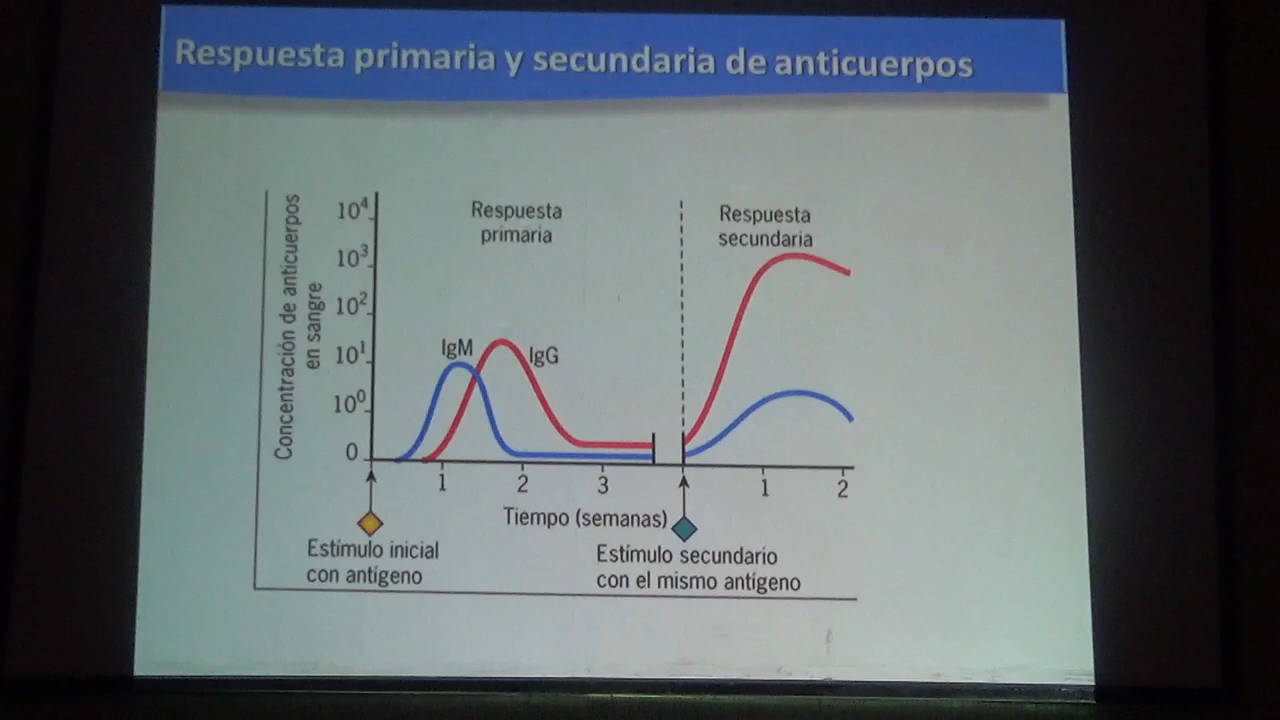 Respuesta primaria y secundaria de anticuerpos
Concentración de anticuerpos
en sangre
10⁴
10³
10²
10¹
10⁰
0
Respuesta
primaria
Respuesta
secundaria
IgM
IgG
1
2
3
1
2
Tiempo (semanas)
Estímulo inicial
con antígeno
Estímulo secundario
con el mismo antígeno